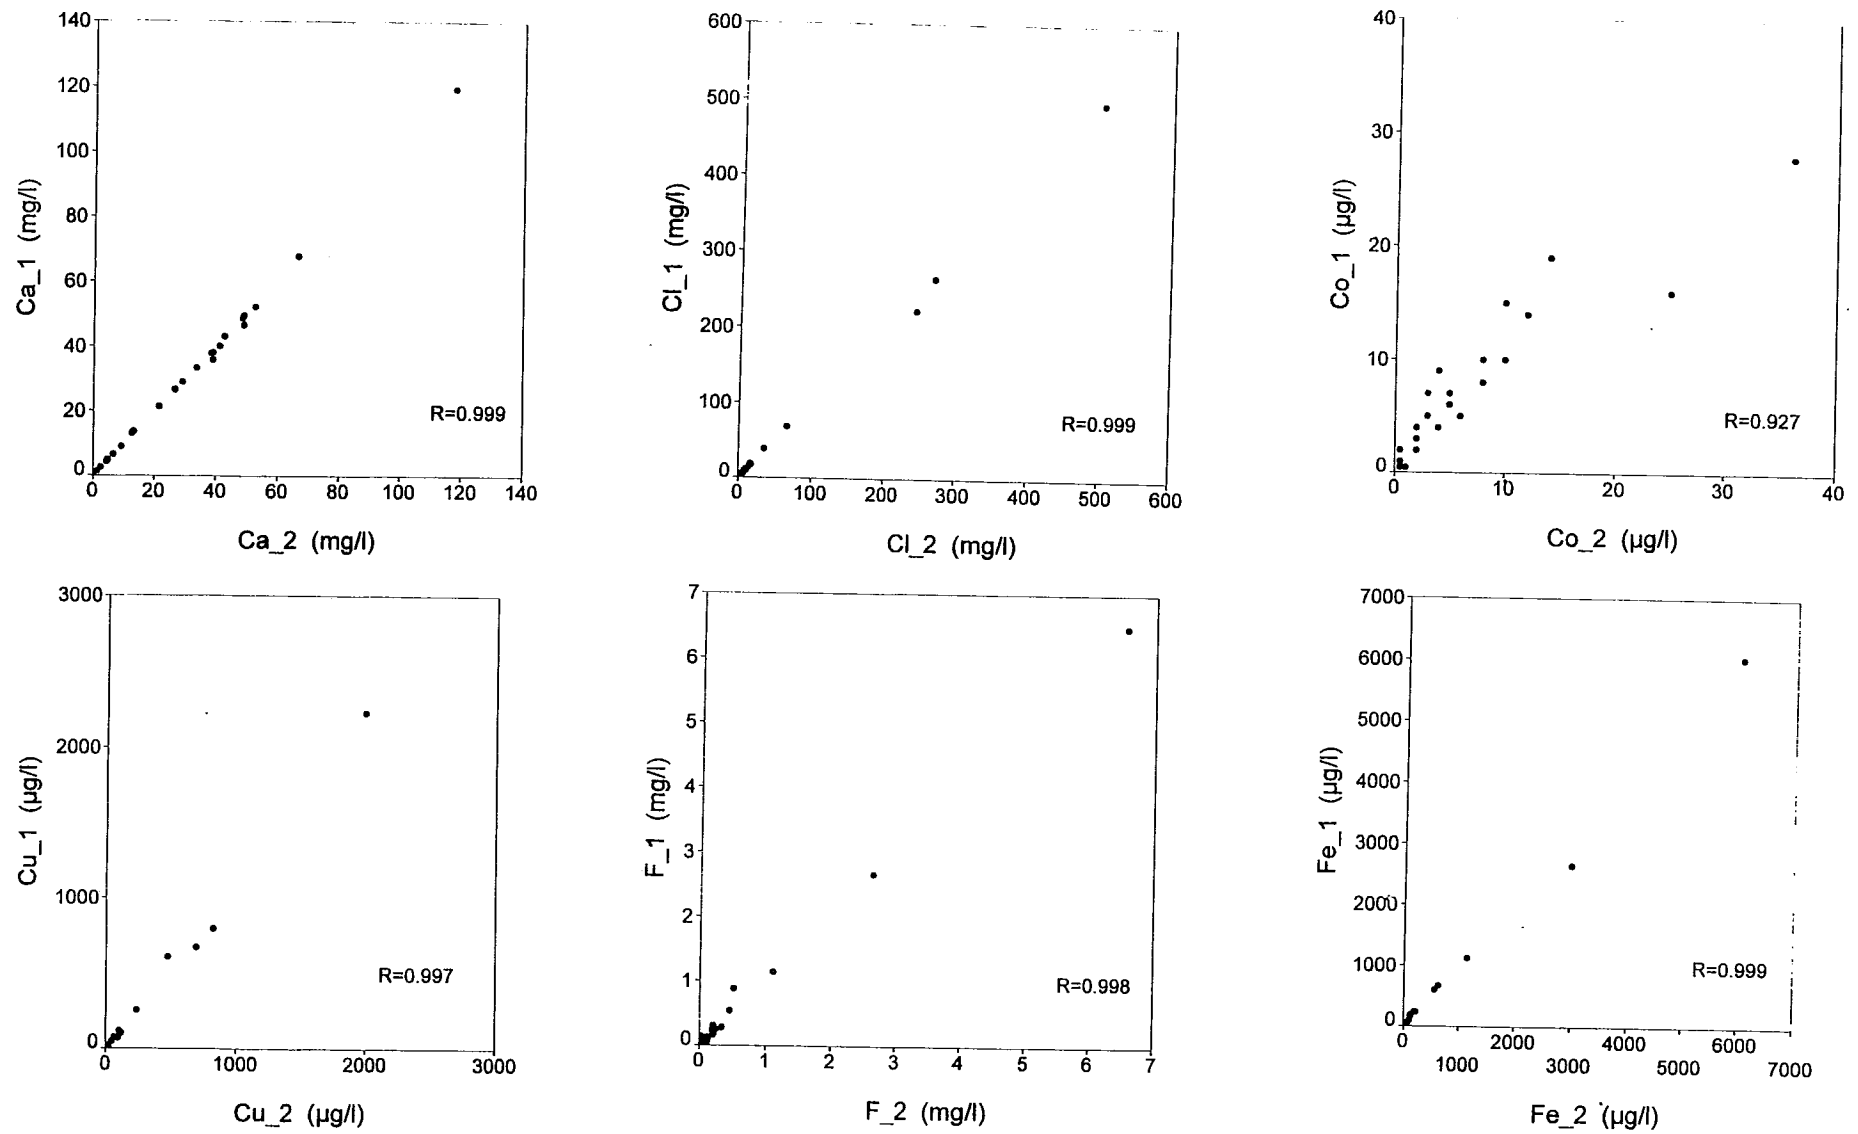 140
120
100
80
60
40
20
0
Ca_1 (mg/l)
R=0.999
0 20 40 60 80 100 120 140
Ca_2 (mg/l)
600
500
400
300
200
100
0
Cl_1 (mg/l)
R=0.999
0 100 200 300 400 500 600
Cl_2 (mg/l)
40
30
20
10
0
Co_1 (µg/l)
R=0.927
0 10 20 30 40
Co_2 (µg/l)
3000
2000
1000
0
Cu_1 (µg/l)
R=0.997
0 1000 2000 3000
Cu_2 (µg/l)
7
6
5
4
3
2
1
0
F_1 (mg/l)
R=0.998
0 1 2 3 4 5 6 7
F_2 (mg/l)
7000
6000
5000
4000
3000
2000
1000
0
Fe_1 (µg/l)
R=0.999
0 1000 2000 3000 4000 5000 6000 7000
Fe_2 (µg/l)